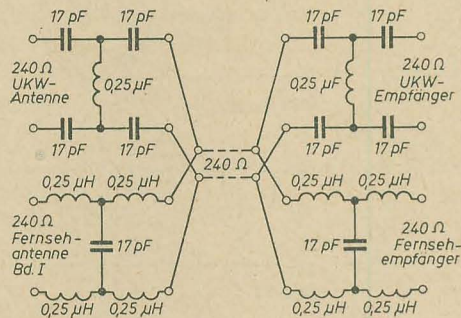 17 pF 17 pF 17 pF 17 pF
240 Ω
UKW-
Antenne
0,25 µF
0,25 µF
240 Ω
UKW-
Empfänger
17 pF 17 pF 17 pF 17 pF
240 Ω
0,25 µH 0,25 µH 0,25 µH 0,25 µH
240 Ω
Fernseh-
antenne
Bd. I
17 pF
17 pF
240 Ω
Fernseh-
empfänger
0,25 µH 0,25 µH 0,25 µH 0,25 µH